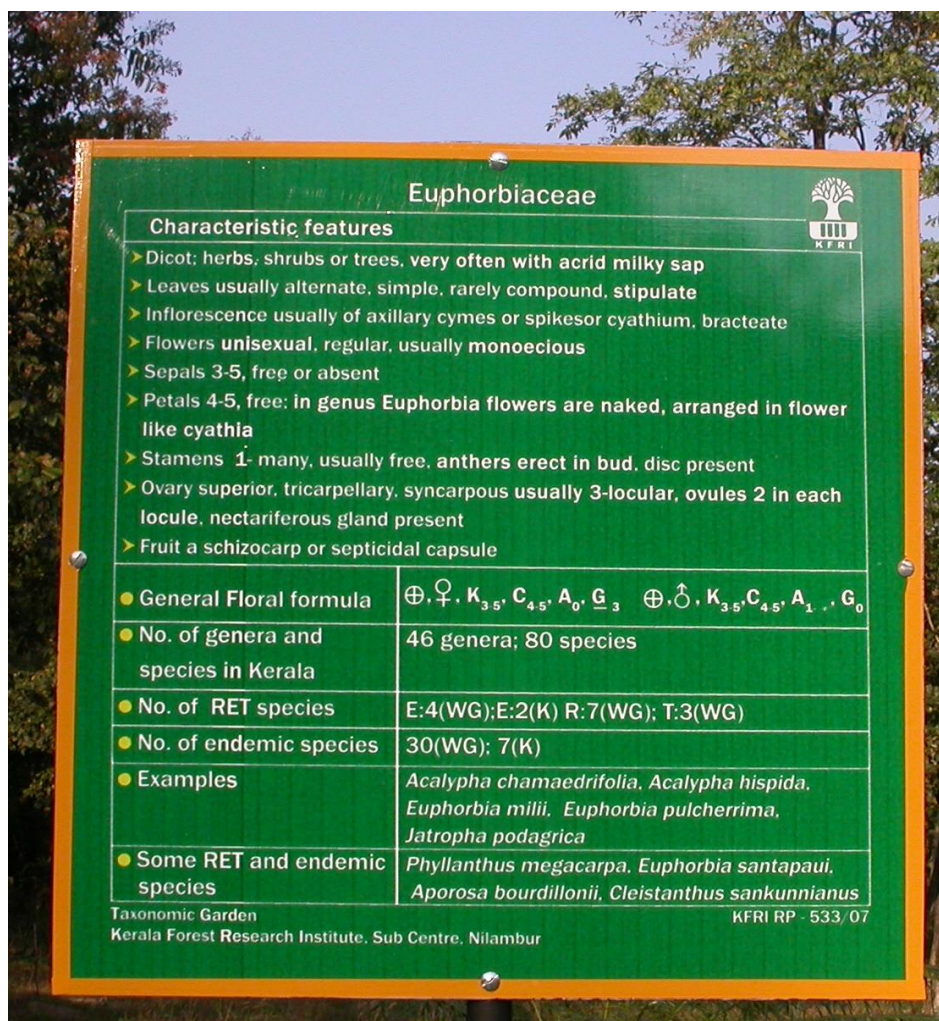 Euphorbiaceae
KFRI
Characteristic features
Dicot; herbs, shrubs or trees, very often with acrid milky sap
Leaves usually alternate, simple, rarely compound, stipulate
Inflorescence usually of axillary cymes or spikesor cyathium, bracteate
Flowers unisexual, regular, usually monoecious
Sepals 3-5, free or absent
Petals 4-5, free; in genus Euphorbia flowers are naked, arranged in flower
like cyathia
Stamens 1- many, usually free, anthers erect in bud, disc present
Ovary superior, tricarpellary, syncarpous usually 3-locular, ovules 2 in each
locule, nectariferous gland present
Fruit a schizocarp or septicidal capsule
General Floral formula ⊕, ♀, K3-5, C4-5, A0, G3 ⊕, ♂, K3-5, C4-5, A1-, G0
No. of genera and
species in Kerala
46 genera; 80 species
No. of RET species E:4(WG);E:2(K) R:7(WG); T:3(WG)
No. of endemic species 30(WG); 7(K)
Examples Acalypha chamaedrifolia, Acalypha hispida,
Euphorbia milii, Euphorbia pulcherrima,
Jatropha podagrica
Some RET and endemic
species
Phyllanthus megacarpa, Euphorbia santapaui,
Aporosa bourdillonii, Cleistanthus sankunnianus
Taxonomic Garden
KFRI RP - 533/07
Kerala Forest Research Institute, Sub Centre, Nilambur